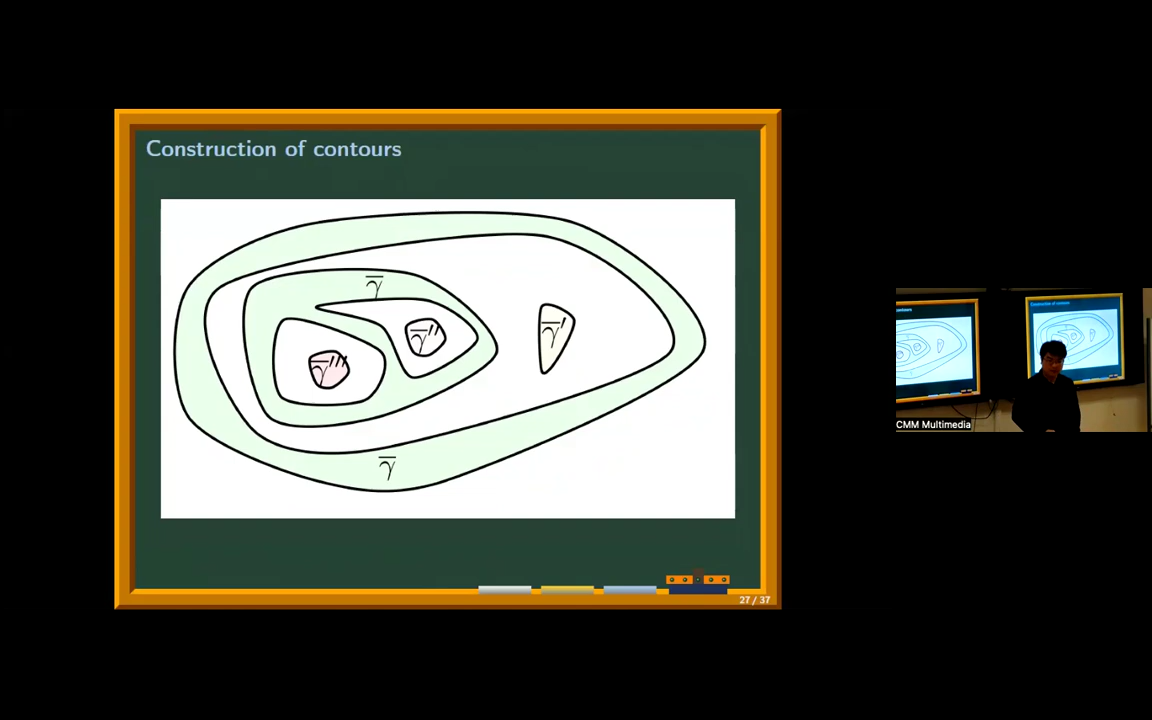 Construction of contours
γ̅
γ̅′′
γ̅′
γ̅′′′
γ̅
27 / 37
CMM Multimedia